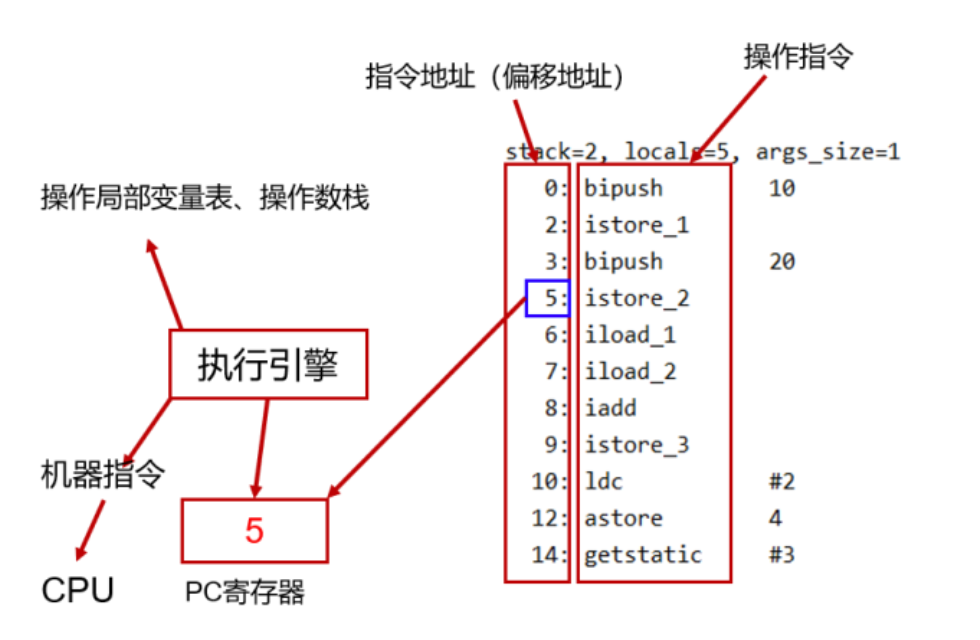 操作指令
指令地址（偏移地址）
stack=2, locals=5, args_size=1
0: bipush 10
2: istore_1
3: bipush 20
5: istore_2
6: iload_1
7: iload_2
8: iadd
9: istore_3
10: ldc #2
12: astore 4
14: getstatic #3
操作局部变量表、操作数栈
执行引擎
机器指令
CPU
5
PC寄存器